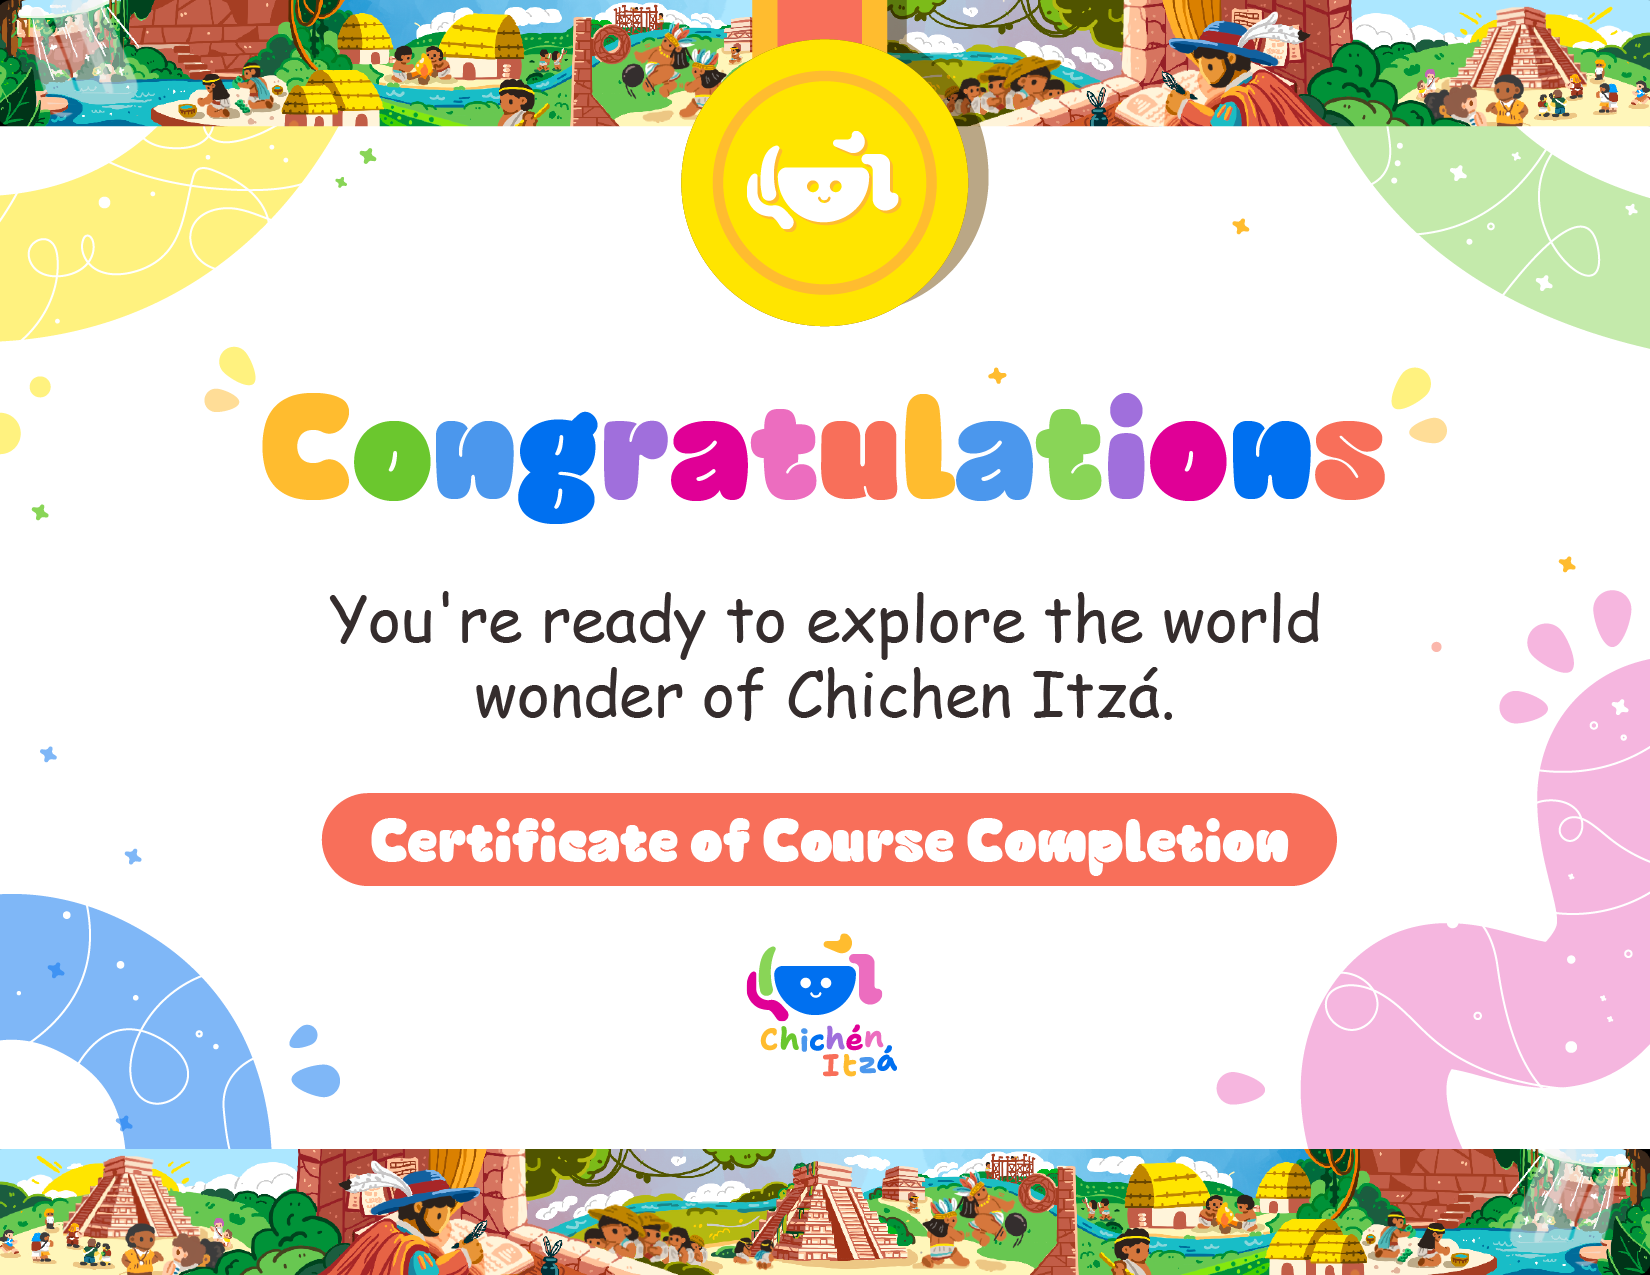 Congratulations
You're ready to explore the world
wonder of Chichen Itzá.
Certificate of Course Completion
Chichén
Itzá